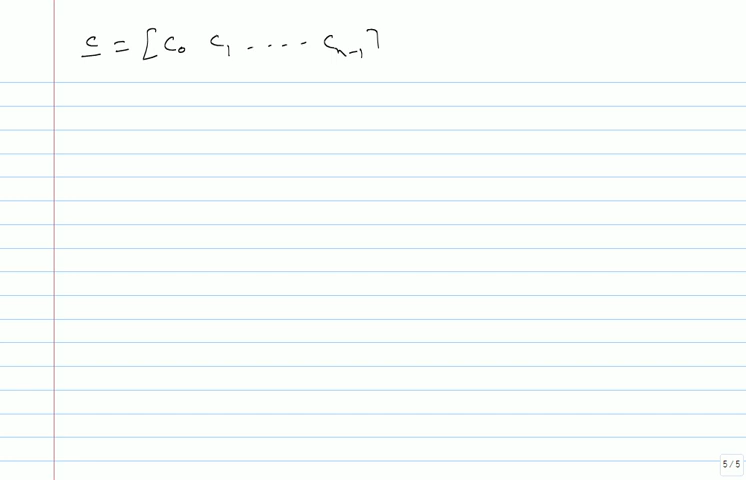 c = [c₀ c₁ ..... cₙ₋₁]
5/5